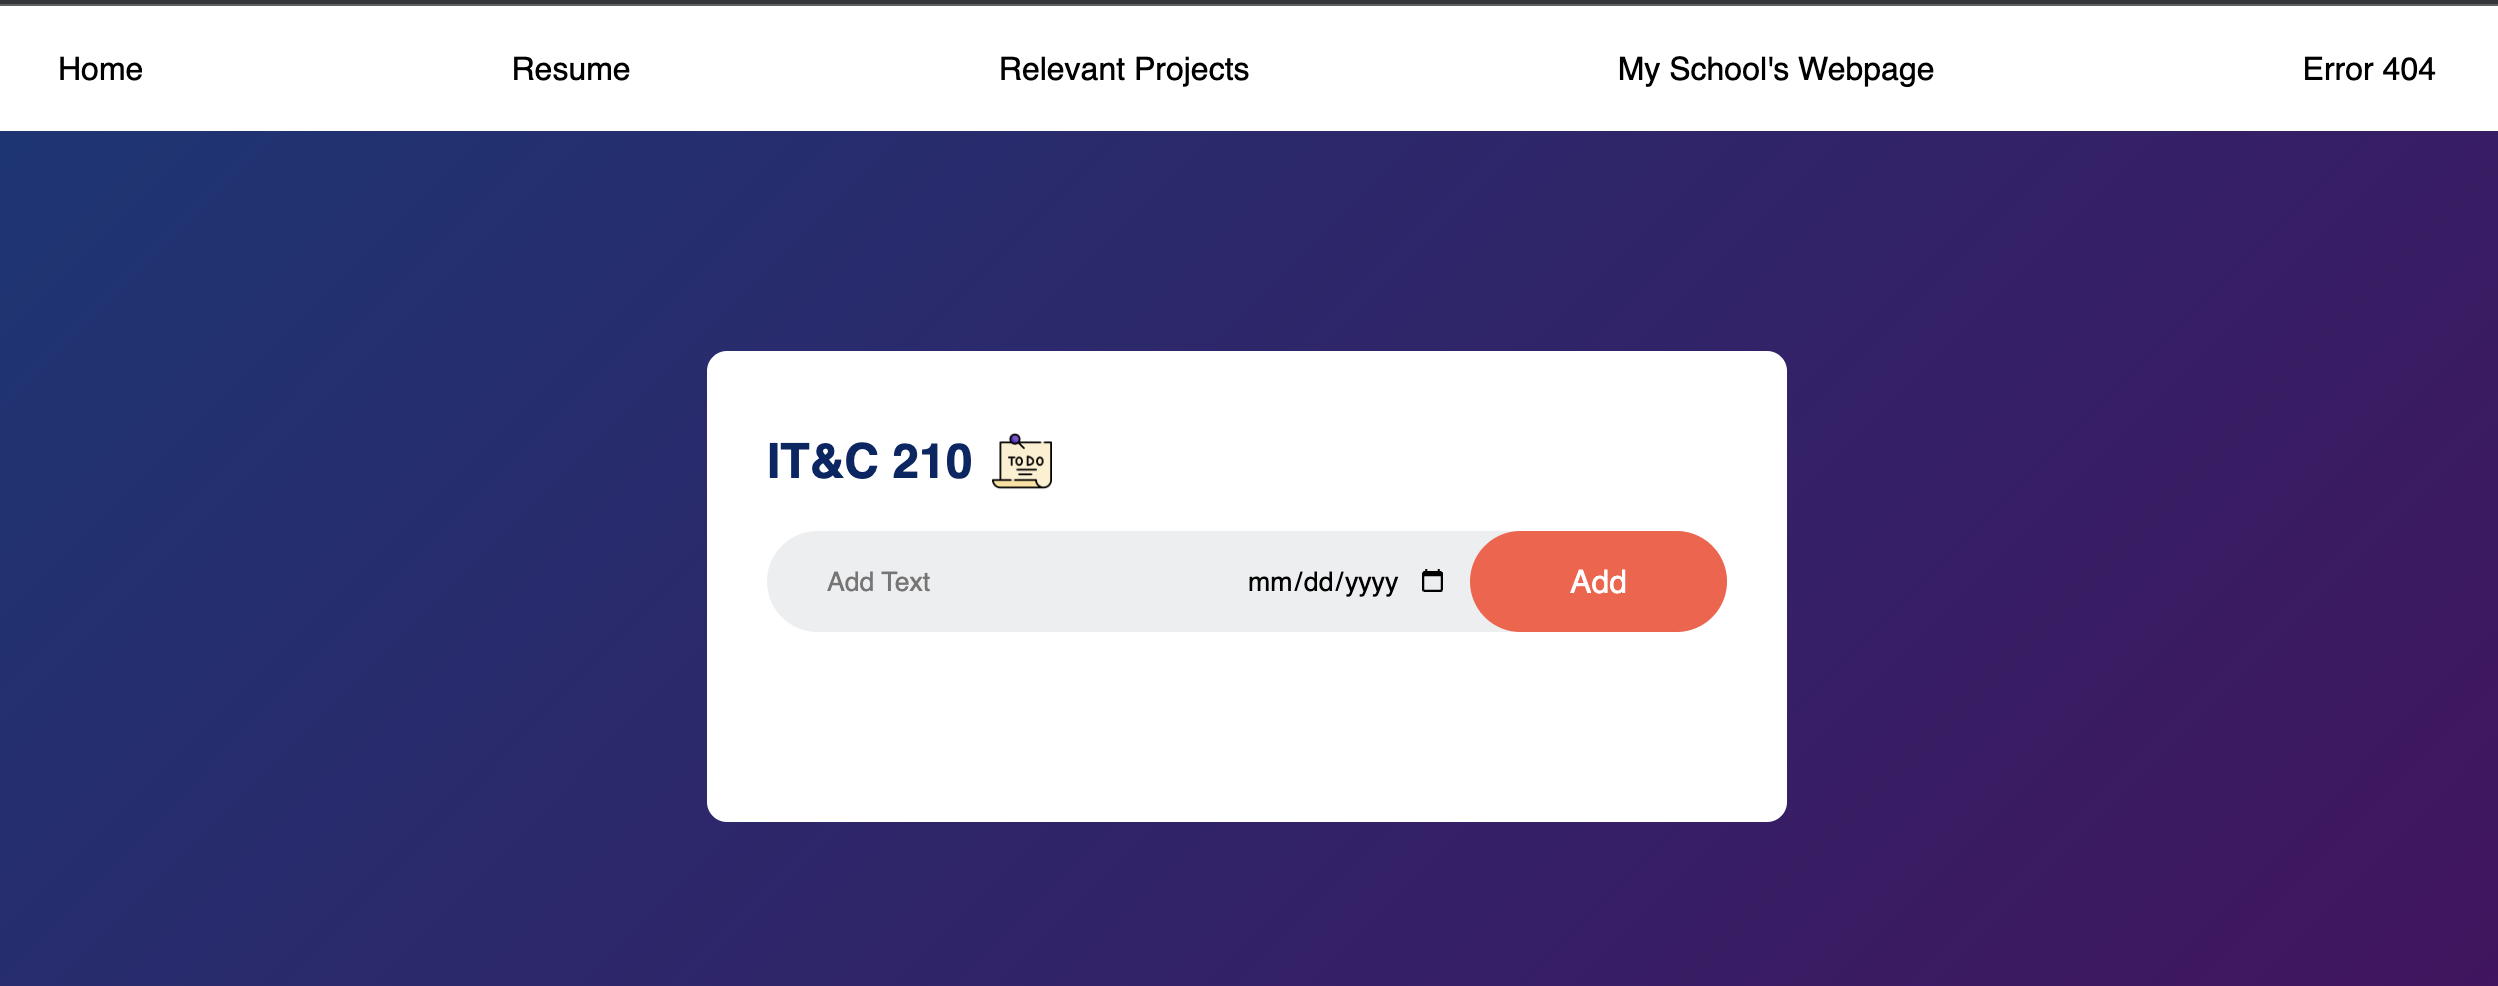 Home Resume Relevant Projects My School's Webpage Error 404
IT&C 210 TO DO
Add Text mm/dd/yyyy Add